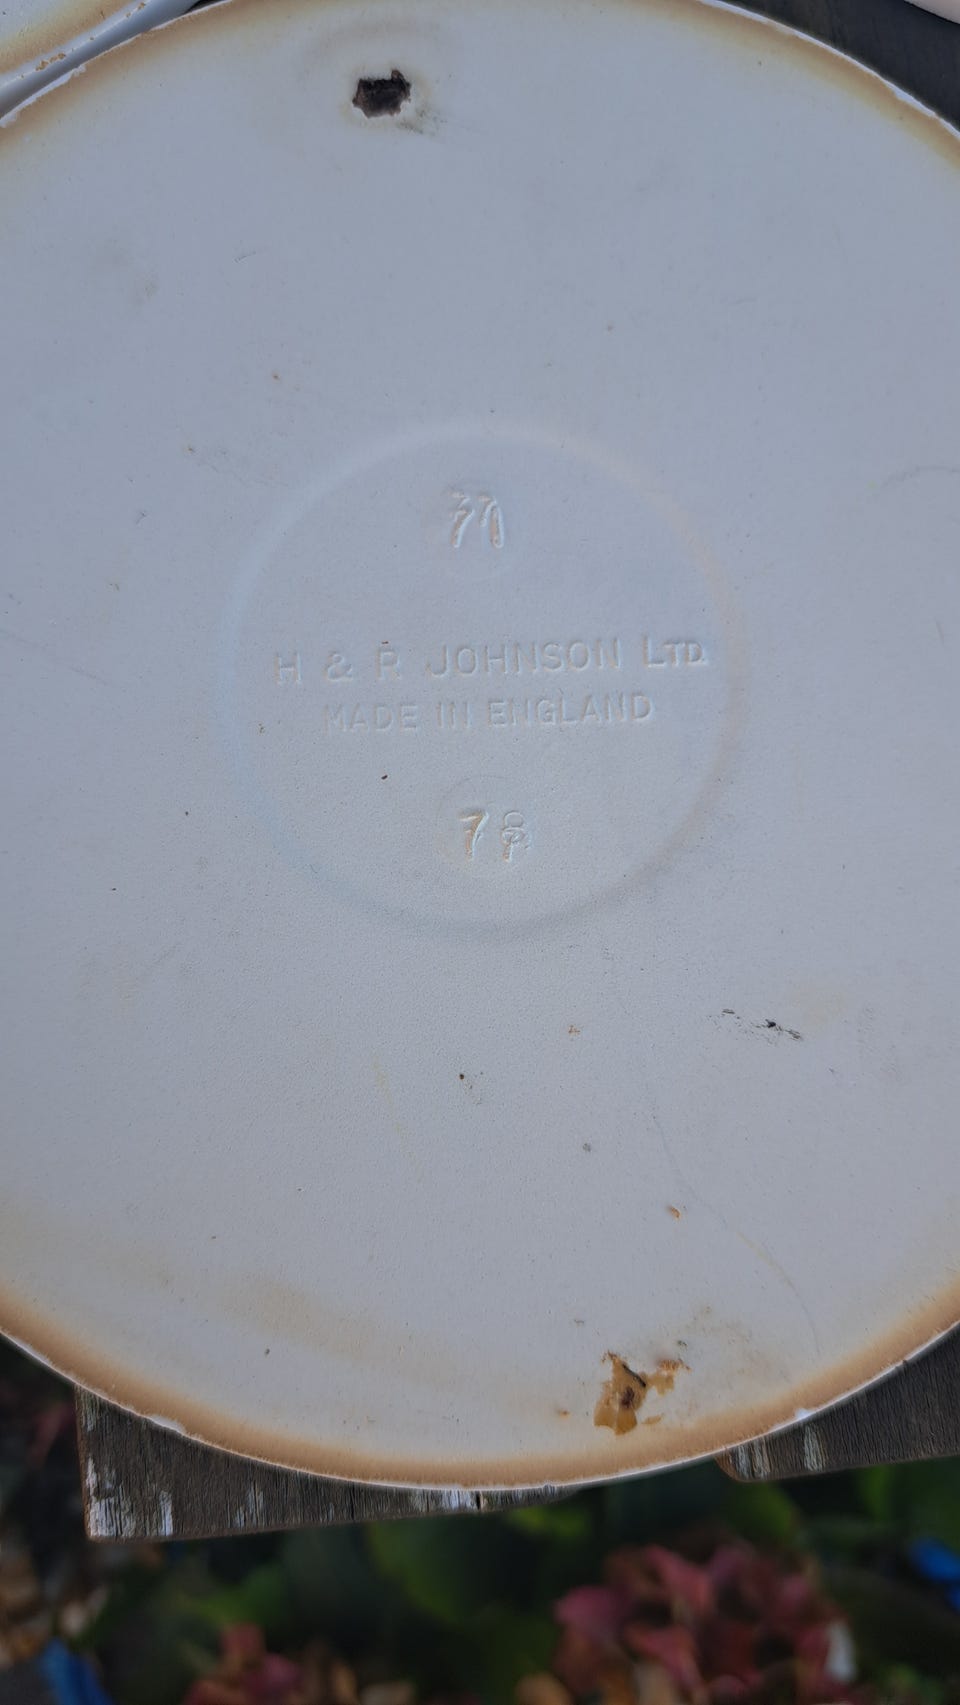 71
H & R JOHNSON LTD.
MADE IN ENGLAND
78